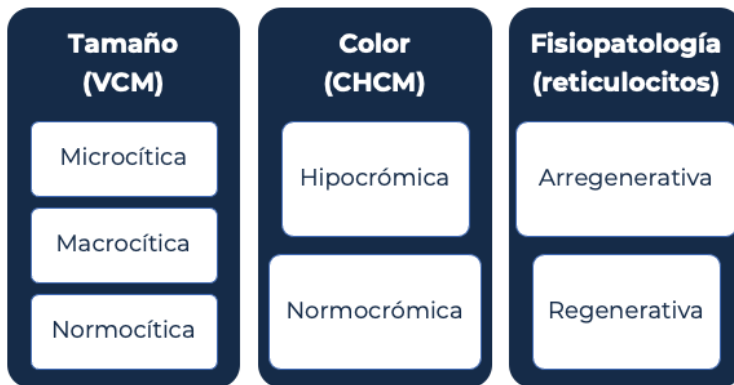 Tamaño
(VCM)
Microcítica
Macrocítica
Normocítica
Color
(CHCM)
Hipocrómica
Normocrómica
Fisiopatología
(reticulocitos)
Arregenerativa
Regenerativa